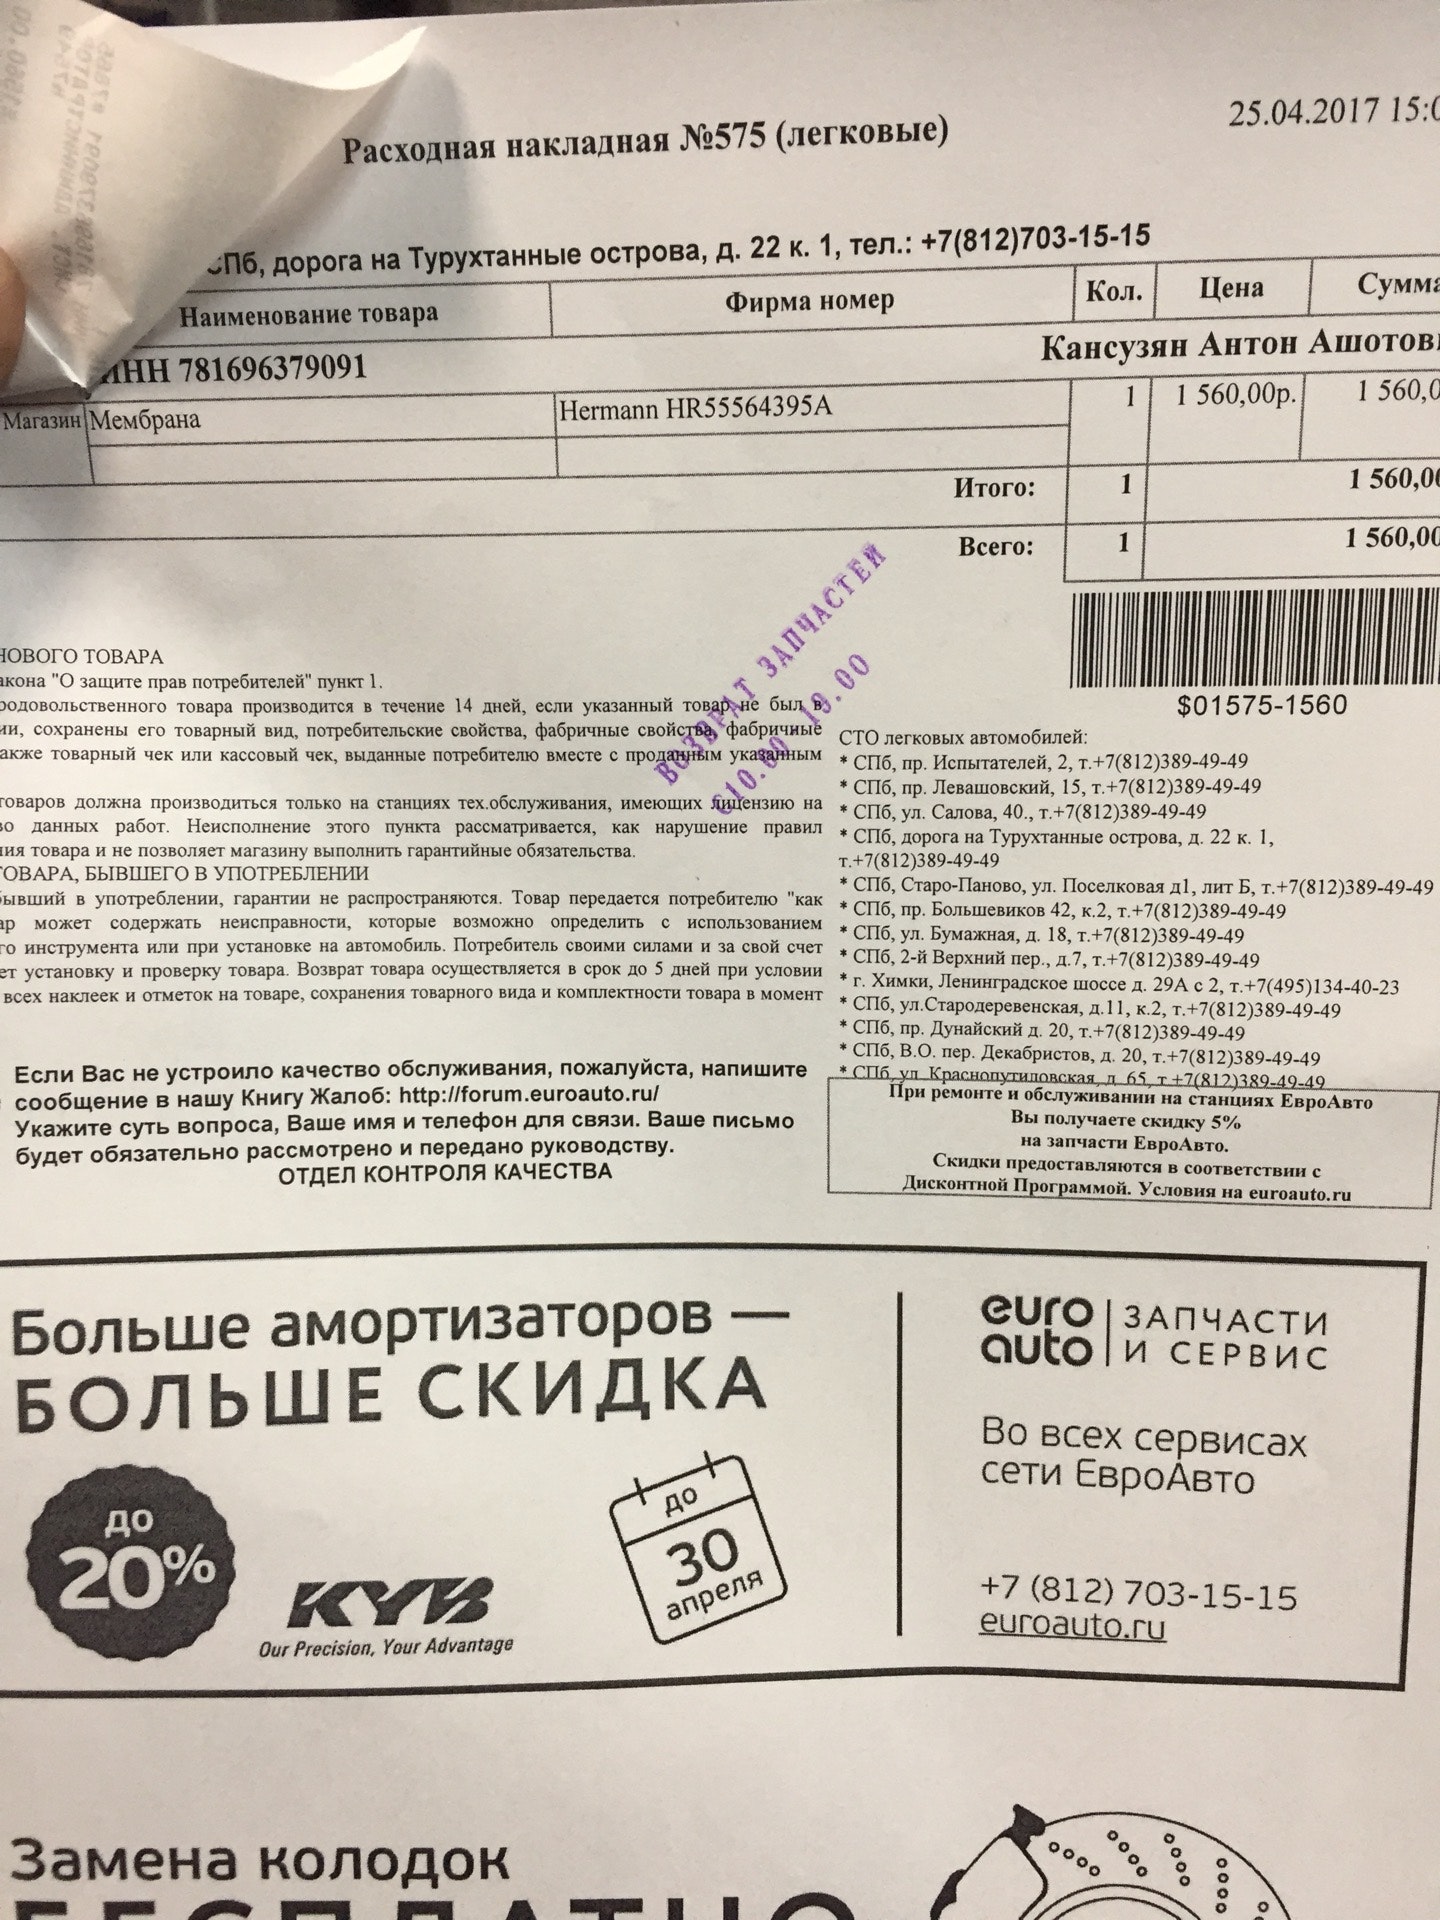 25.04.2017 15:0
Расходная накладная №575 (легковые)
СПб, дорога на Турухтанные острова, д. 22 к. 1, тел.: +7(812)703-15-15
Наименование товара Фирма номер Кол. Цена Сумма
ИНН 781696379091 Кансузян Антон Ашотови
Магазин Мембрана Hermann HR55564395A 1 1 560,00р. 1 560,0
Итого: 1 1 560,00
Всего: 1 1 560,00
ВОЗВРАТ ЗАПЧАСТЕЙ
$01575-1560
НОВОГО ТОВАРА
акона "О защите прав потребителей" пункт 1.
родовольственного товара производится в течение 14 дней, если указанный товар не был в
ии, сохранены его товарный вид, потребительские свойства, фабричные свойства, фабричные
акже товарный чек или кассовый чек, выданные потребителю вместе с проданным указанным
товаров должна производиться только на станциях тех.обслуживания, имеющих лицензию на
во данных работ. Неисполнение этого пункта рассматривается, как нарушение правил
ния товара и не позволяет магазину выполнить гарантийные обязательства.
ТОВАРА, БЫВШЕГО В УПОТРЕБЛЕНИИ
бывший в употреблении, гарантии не распространяются. Товар передается потребителю "как
ар может содержать неисправности, которые возможно определить с использованием
го инструмента или при установке на автомобиль. Потребитель своими силами и за свой счет
ет установку и проверку товара. Возврат товара осуществляется в срок до 5 дней при условии
всех наклеек и отметок на товаре, сохранения товарного вида и комплектности товара в момент
СТО легковых автомобилей:
* СПб, пр. Испытателей, 2, т.+7(812)389-49-49
* СПб, пр. Левашовский, 15, т.+7(812)389-49-49
* СПб, ул. Салова, 40., т.+7(812)389-49-49
* СПб, дорога на Турухтанные острова, д. 22 к. 1,
т.+7(812)389-49-49
* СПб, Старо-Паново, ул. Поселковая д1, лит Б, т.+7(812)389-49-49
* СПб, пр. Большевиков 42, к.2, т.+7(812)389-49-49
* СПб, ул. Бумажная, д. 18, т.+7(812)389-49-49
* СПб, 2-й Верхний пер., д.7, т.+7(812)389-49-49
* г. Химки, Ленинградское шоссе д. 29А с 2, т.+7(495)134-40-23
* СПб, ул.Стародеревенская, д.11, к.2, т.+7(812)389-49-49
* СПб, пр. Дунайский д. 20, т.+7(812)389-49-49
* СПб, В.О. пер. Декабристов, д. 20, т.+7(812)389-49-49
* СПб, ул. Краснопутиловская, д. 65, т.+7(812)389-49-49
При ремонте и обслуживании на станциях ЕвроАвто
Вы получаете скидку 5%
на запчасти ЕвроАвто.
Скидки предоставляются в соответствии с
Дисконтной Программой. Условия на euroauto.ru
Если Вас не устроило качество обслуживания, пожалуйста, напишите
сообщение в нашу Книгу Жалоб: http://forum.euroauto.ru/
Укажите суть вопроса, Ваше имя и телефон для связи. Ваше письмо
будет обязательно рассмотрено и передано руководству.
ОТДЕЛ КОНТРОЛЯ КАЧЕСТВА
Больше амортизаторов —
БОЛЬШЕ СКИДКА
до
20%
KYB
Our Precision, Your Advantage
до
30
апреля
euro
auto
ЗАПЧАСТИ
И СЕРВИС
Во всех сервисах
сети ЕвроАвто
+7 (812) 703-15-15
euroauto.ru
Замена колодок
БЕСПЛАТНО